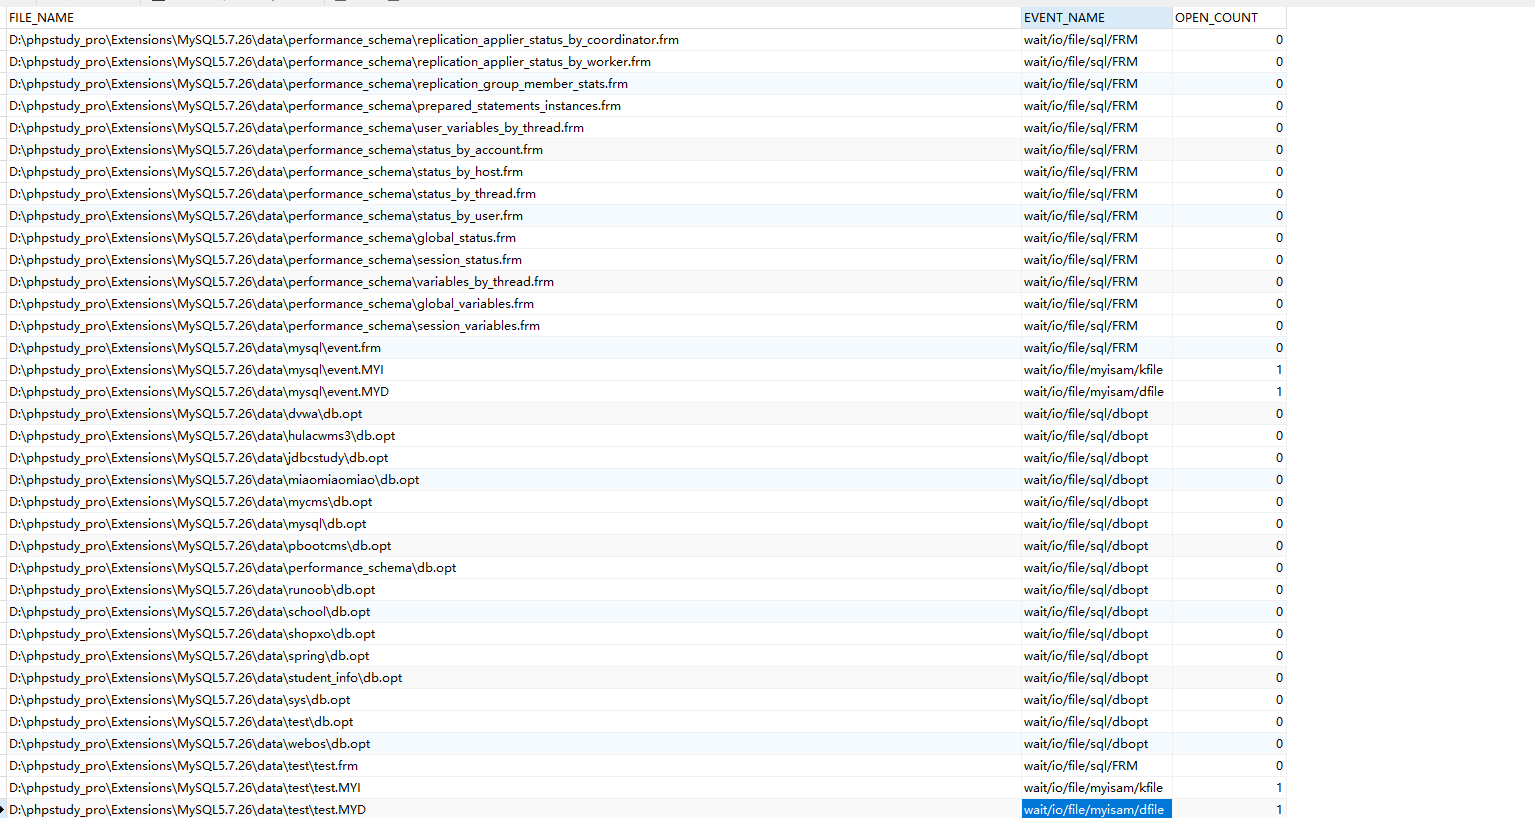 FILE_NAME EVENT_NAME OPEN_COUNT
D:\phpstudy_pro\Extensions\MySQL5.7.26\data\performance_schema\replication_applier_status_by_coordinator.frm wait/io/file/sql/FRM 0
D:\phpstudy_pro\Extensions\MySQL5.7.26\data\performance_schema\replication_applier_status_by_worker.frm wait/io/file/sql/FRM 0
D:\phpstudy_pro\Extensions\MySQL5.7.26\data\performance_schema\replication_group_member_stats.frm wait/io/file/sql/FRM 0
D:\phpstudy_pro\Extensions\MySQL5.7.26\data\performance_schema\prepared_statements_instances.frm wait/io/file/sql/FRM 0
D:\phpstudy_pro\Extensions\MySQL5.7.26\data\performance_schema\user_variables_by_thread.frm wait/io/file/sql/FRM 0
D:\phpstudy_pro\Extensions\MySQL5.7.26\data\performance_schema\status_by_account.frm wait/io/file/sql/FRM 0
D:\phpstudy_pro\Extensions\MySQL5.7.26\data\performance_schema\status_by_host.frm wait/io/file/sql/FRM 0
D:\phpstudy_pro\Extensions\MySQL5.7.26\data\performance_schema\status_by_thread.frm wait/io/file/sql/FRM 0
D:\phpstudy_pro\Extensions\MySQL5.7.26\data\performance_schema\status_by_user.frm wait/io/file/sql/FRM 0
D:\phpstudy_pro\Extensions\MySQL5.7.26\data\performance_schema\global_status.frm wait/io/file/sql/FRM 0
D:\phpstudy_pro\Extensions\MySQL5.7.26\data\performance_schema\session_status.frm wait/io/file/sql/FRM 0
D:\phpstudy_pro\Extensions\MySQL5.7.26\data\performance_schema\variables_by_thread.frm wait/io/file/sql/FRM 0
D:\phpstudy_pro\Extensions\MySQL5.7.26\data\performance_schema\global_variables.frm wait/io/file/sql/FRM 0
D:\phpstudy_pro\Extensions\MySQL5.7.26\data\performance_schema\session_variables.frm wait/io/file/sql/FRM 0
D:\phpstudy_pro\Extensions\MySQL5.7.26\data\mysql\event.frm wait/io/file/sql/FRM 0
D:\phpstudy_pro\Extensions\MySQL5.7.26\data\mysql\event.MYI wait/io/file/myisam/kfile 1
D:\phpstudy_pro\Extensions\MySQL5.7.26\data\mysql\event.MYD wait/io/file/myisam/dfile 1
D:\phpstudy_pro\Extensions\MySQL5.7.26\data\dvwa\db.opt wait/io/file/sql/dbopt 0
D:\phpstudy_pro\Extensions\MySQL5.7.26\data\hulacwms3\db.opt wait/io/file/sql/dbopt 0
D:\phpstudy_pro\Extensions\MySQL5.7.26\data\jdbcstudy\db.opt wait/io/file/sql/dbopt 0
D:\phpstudy_pro\Extensions\MySQL5.7.26\data\miaomiaomiao\db.opt wait/io/file/sql/dbopt 0
D:\phpstudy_pro\Extensions\MySQL5.7.26\data\mycms\db.opt wait/io/file/sql/dbopt 0
D:\phpstudy_pro\Extensions\MySQL5.7.26\data\mysql\db.opt wait/io/file/sql/dbopt 0
D:\phpstudy_pro\Extensions\MySQL5.7.26\data\pbootcms\db.opt wait/io/file/sql/dbopt 0
D:\phpstudy_pro\Extensions\MySQL5.7.26\data\performance_schema\db.opt wait/io/file/sql/dbopt 0
D:\phpstudy_pro\Extensions\MySQL5.7.26\data\runoob\db.opt wait/io/file/sql/dbopt 0
D:\phpstudy_pro\Extensions\MySQL5.7.26\data\school\db.opt wait/io/file/sql/dbopt 0
D:\phpstudy_pro\Extensions\MySQL5.7.26\data\shopxo\db.opt wait/io/file/sql/dbopt 0
D:\phpstudy_pro\Extensions\MySQL5.7.26\data\spring\db.opt wait/io/file/sql/dbopt 0
D:\phpstudy_pro\Extensions\MySQL5.7.26\data\student_info\db.opt wait/io/file/sql/dbopt 0
D:\phpstudy_pro\Extensions\MySQL5.7.26\data\sys\db.opt wait/io/file/sql/dbopt 0
D:\phpstudy_pro\Extensions\MySQL5.7.26\data\test\db.opt wait/io/file/sql/dbopt 0
D:\phpstudy_pro\Extensions\MySQL5.7.26\data\webos\db.opt wait/io/file/sql/dbopt 0
D:\phpstudy_pro\Extensions\MySQL5.7.26\data\test\test.frm wait/io/file/sql/FRM 0
D:\phpstudy_pro\Extensions\MySQL5.7.26\data\test\test.MYI wait/io/file/myisam/kfile 1
D:\phpstudy_pro\Extensions\MySQL5.7.26\data\test\test.MYD wait/io/file/myisam/dfile 1